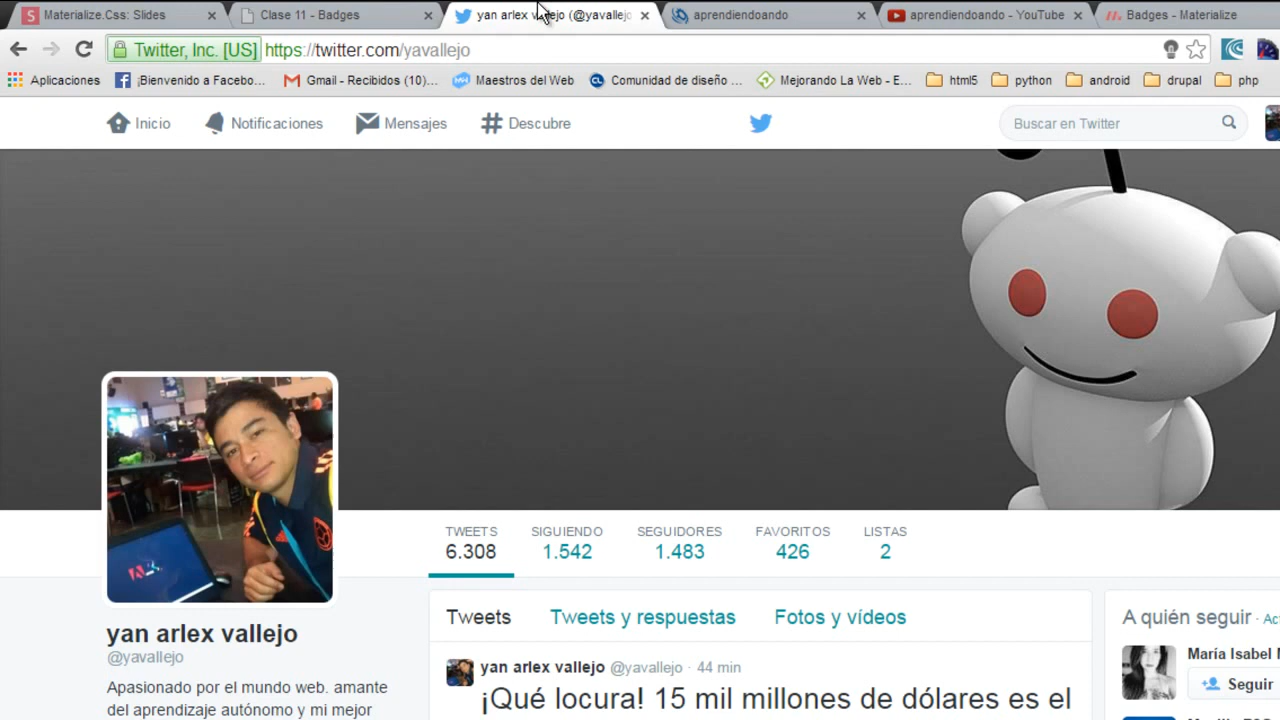 Materialize.Css: Slides
Clase 11 - Badges
yan arlex vallejo (@yavallejo
aprendiendoando
aprendiendoando - YouTube
Badges - Materialize
Twitter, Inc. [US] https://twitter.com/yavallejo
Aplicaciones
¡Bienvenido a Facebo...
Gmail - Recibidos (10)...
Maestros del Web
Comunidad de diseño ...
Mejorando La Web - E...
html5
python
android
drupal
php
Inicio
Notificaciones
Mensajes
Descubre
Buscar en Twitter
TWEETS
6.308
SIGUIENDO
1.542
SEGUIDORES
1.483
FAVORITOS
426
LISTAS
2
yan arlex vallejo
@yavallejo
Apasionado por el mundo web. amante
del aprendizaje autónomo y mi mejor
Tweets
Tweets y respuestas
Fotos y vídeos
yan arlex vallejo @yavallejo · 44 min
¡Qué locura! 15 mil millones de dólares es el
A quién seguir ·
María Isabel
Seguir